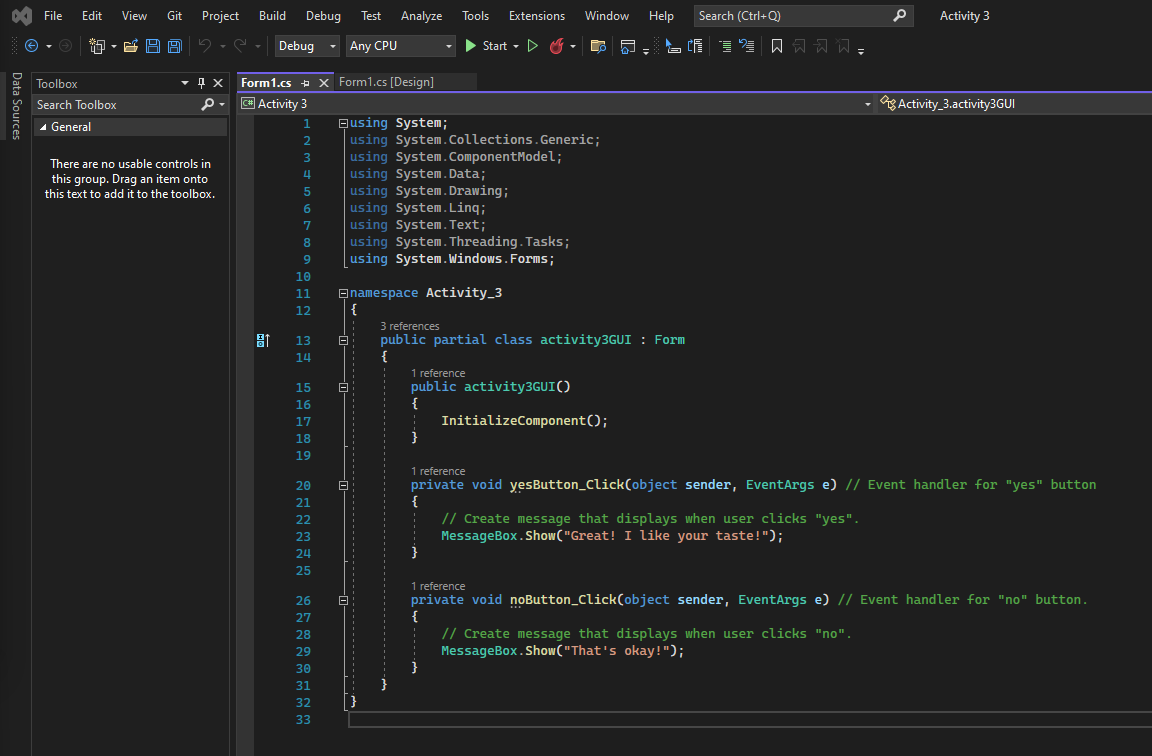 File Edit View Git Project Build Debug Test Analyze Tools Extensions Window Help Search (Ctrl+Q) Activity 3
Debug Any CPU Start
Data Sources
Toolbox
Search Toolbox
General
There are no usable controls in
this group. Drag an item onto
this text to add it to the toolbox.
Form1.cs Form1.cs [Design]
C# Activity 3 Activity_3.activity3GUI
1 using System;
2 using System.Collections.Generic;
3 using System.ComponentModel;
4 using System.Data;
5 using System.Drawing;
6 using System.Linq;
7 using System.Text;
8 using System.Threading.Tasks;
9 using System.Windows.Forms;
10
11 namespace Activity_3
12 {
3 references
13 public partial class activity3GUI : Form
14 {
1 reference
15 public activity3GUI()
16 {
17 InitializeComponent();
18 }
19
1 reference
20 private void yesButton_Click(object sender, EventArgs e) // Event handler for "yes" button
21 {
22 // Create message that displays when user clicks "yes".
23 MessageBox.Show("Great! I like your taste!");
24 }
25
1 reference
26 private void noButton_Click(object sender, EventArgs e) // Event handler for "no" button.
27 {
28 // Create message that displays when user clicks "no".
29 MessageBox.Show("That's okay!");
30 }
31 }
32 }
33